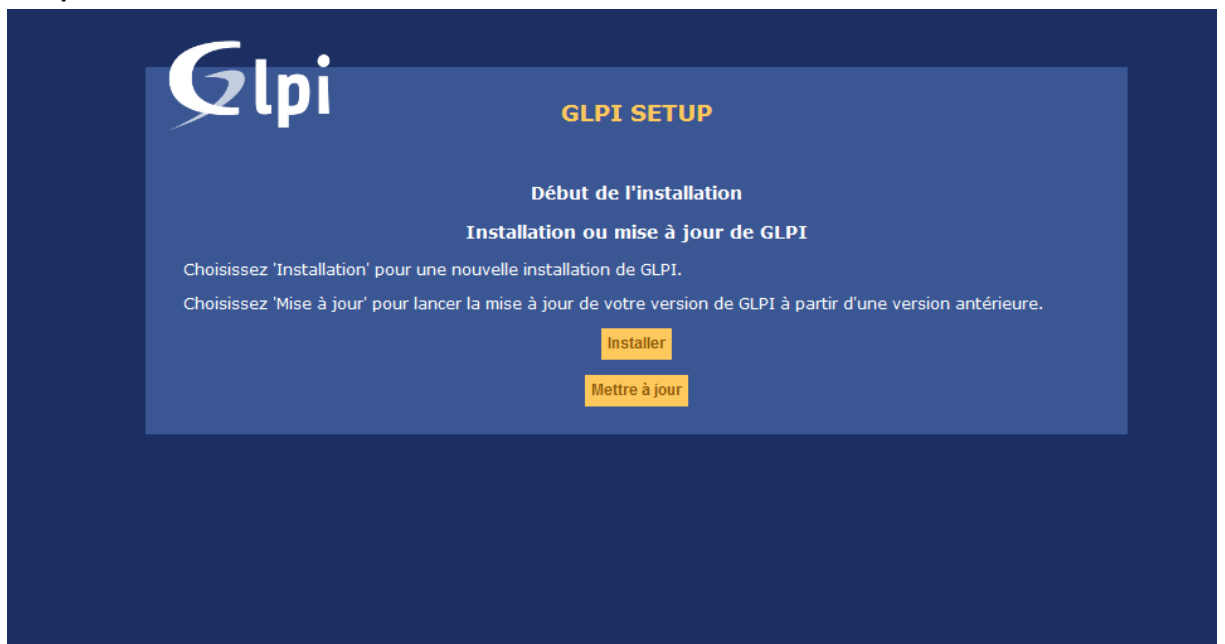 Glpi
GLPI SETUP
Début de l'installation
Installation ou mise à jour de GLPI
Choisissez 'Installation' pour une nouvelle installation de GLPI.
Choisissez 'Mise à jour' pour lancer la mise à jour de votre version de GLPI à partir d'une version antérieure.
Installer
Mettre à jour